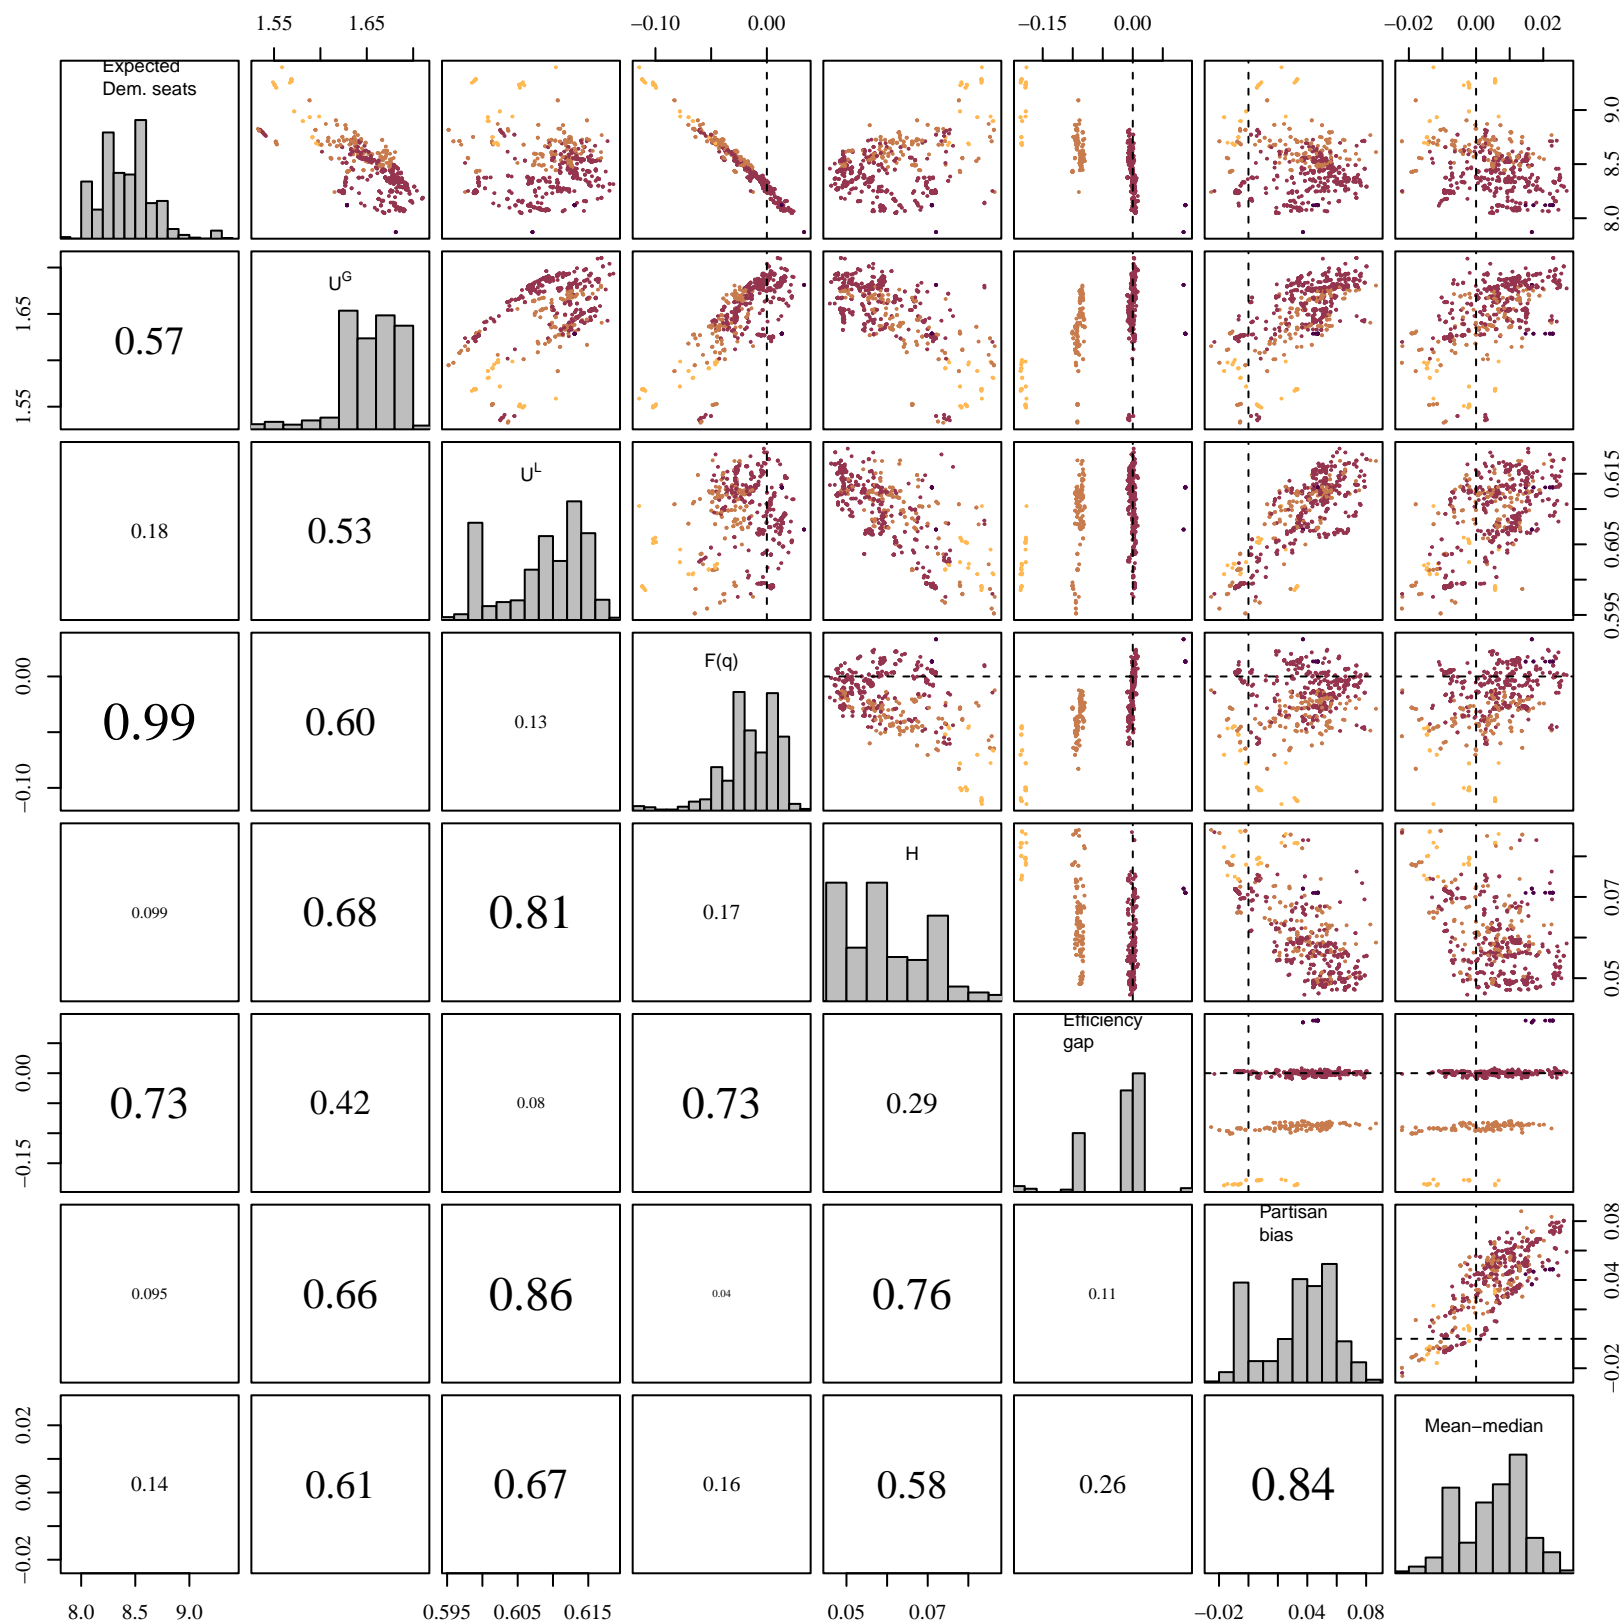 1.55 1.65 −0.10 0.00 −0.15 0.00 −0.02 0.00 0.02
Expected
Dem. seats
8.0 8.5 9.0
1.55 1.65
0.57
U^G
0.18
0.53
U^L
0.595 0.605 0.615
−0.10 0.00
0.99
0.60
0.13
F(q)
0.099
0.68
0.81
0.17
H
0.05 0.07
−0.15 0.00
0.73
0.42
0.08
0.73
0.29
Efficiency
gap
0.095
0.66
0.86
0.04
0.76
0.11
Partisan
bias
−0.02 0.04 0.08
−0.02 0.00 0.02
0.14
0.61
0.67
0.16
0.58
0.26
0.84
Mean−median
8.0 8.5 9.0 0.595 0.605 0.615 0.05 0.07 −0.02 0.04 0.08